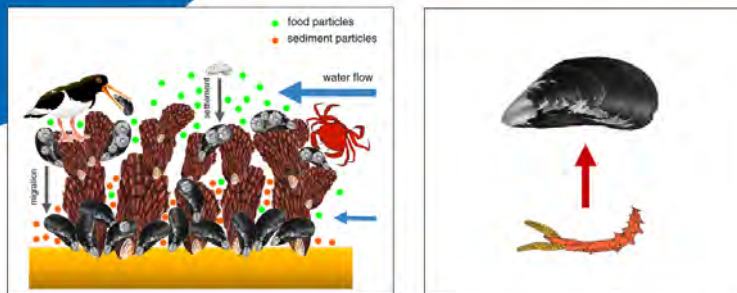 food particles
sediment particles
settlement
water flow
migration